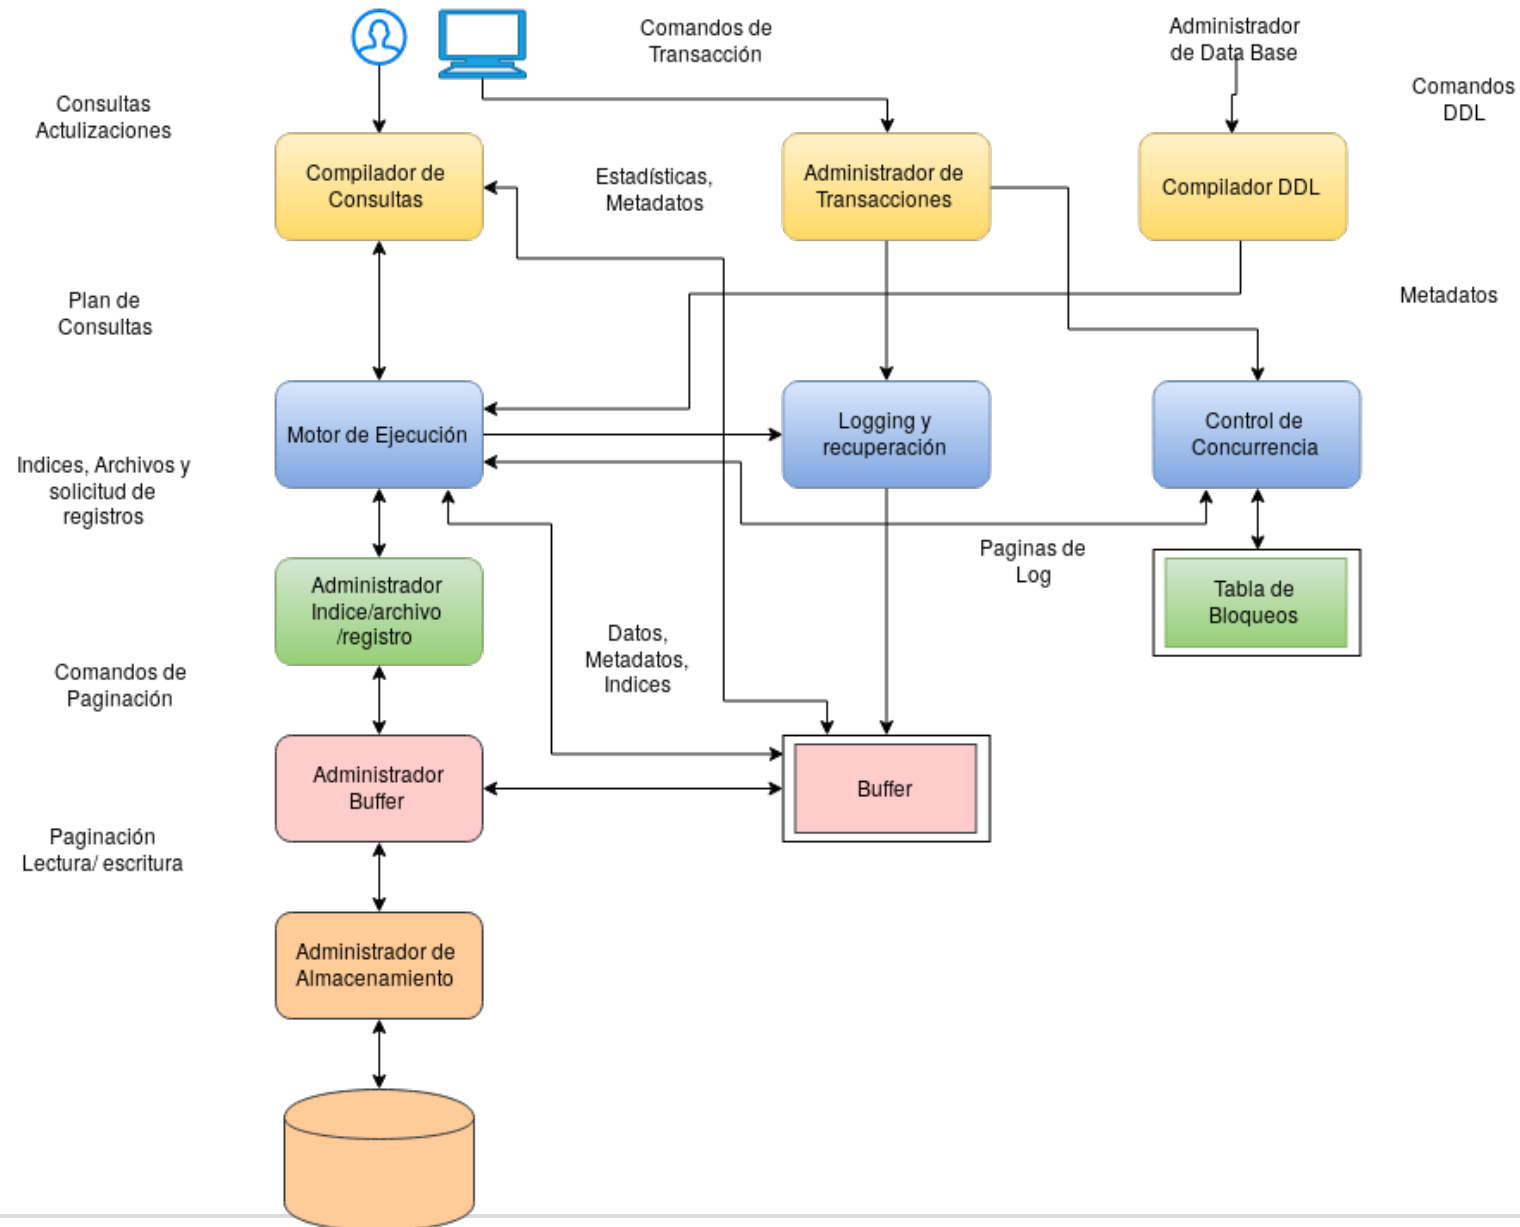 Comandos de
Transacción
Administrador
de Data Base
Comandos
DDL
Consultas
Actulizaciones
Compilador de
Consultas
Estadísticas,
Metadatos
Administrador de
Transacciones
Compilador DDL
Plan de
Consultas
Metadatos
Motor de Ejecución
Logging y
recuperación
Control de
Concurrencia
Indices, Archivos y
solicitud de
registros
Paginas de
Log
Administrador
Indice/archivo
/registro
Tabla de
Bloqueos
Datos,
Metadatos,
Indices
Comandos de
Paginación
Administrador
Buffer
Buffer
Paginación
Lectura/ escritura
Administrador de
Almacenamiento